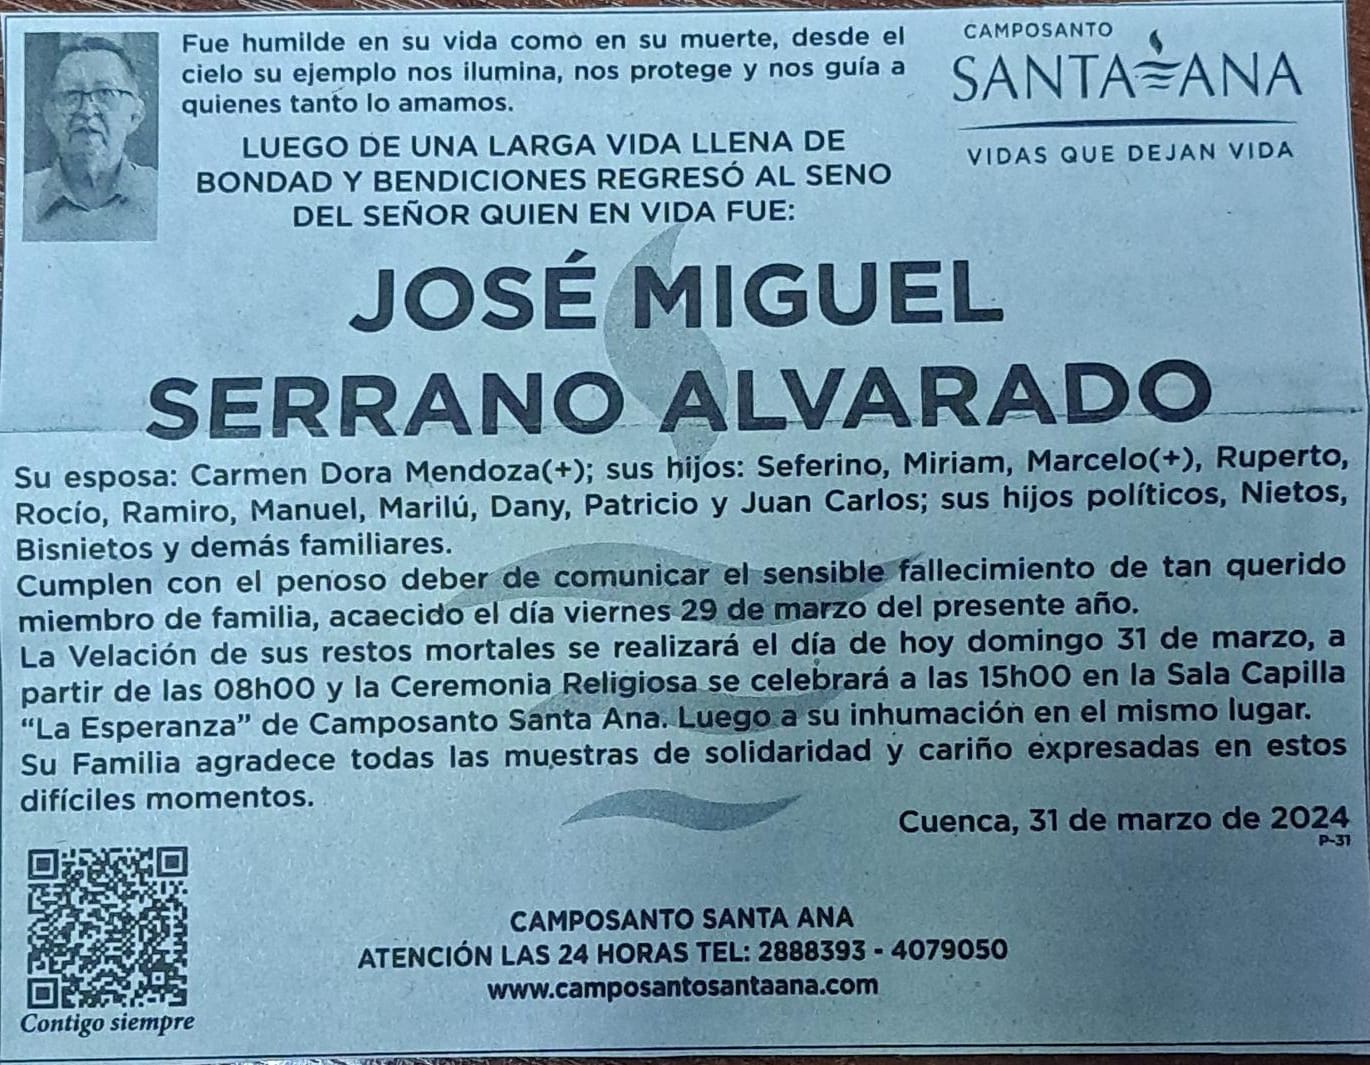 Fue humilde en su vida como en su muerte, desde el
cielo su ejemplo nos ilumina, nos protege y nos guía a
quienes tanto lo amamos.
CAMPOSANTO
SANTA ANA
VIDAS QUE DEJAN VIDA
LUEGO DE UNA LARGA VIDA LLENA DE
BONDAD Y BENDICIONES REGRESÓ AL SENO
DEL SEÑOR QUIEN EN VIDA FUE:
JOSÉ MIGUEL
SERRANO ALVARADO
Su esposa: Carmen Dora Mendoza(+); sus hijos: Seferino, Miriam, Marcelo(+), Ruperto,
Rocío, Ramiro, Manuel, Marilú, Dany, Patricio y Juan Carlos; sus hijos políticos, Nietos,
Bisnietos y demás familiares.
Cumplen con el penoso deber de comunicar el sensible fallecimiento de tan querido
miembro de familia, acaecido el día viernes 29 de marzo del presente año.
La Velación de sus restos mortales se realizará el día de hoy domingo 31 de marzo, a
partir de las 08h00 y la Ceremonia Religiosa se celebrará a las 15h00 en la Sala Capilla
“La Esperanza” de Camposanto Santa Ana. Luego a su inhumación en el mismo lugar.
Su Familia agradece todas las muestras de solidaridad y cariño expresadas en estos
difíciles momentos.
Cuenca, 31 de marzo de 2024
P-31
CAMPOSANTO SANTA ANA
ATENCIÓN LAS 24 HORAS TEL: 2888393 - 4079050
www.camposantosantaana.com
Contigo siempre